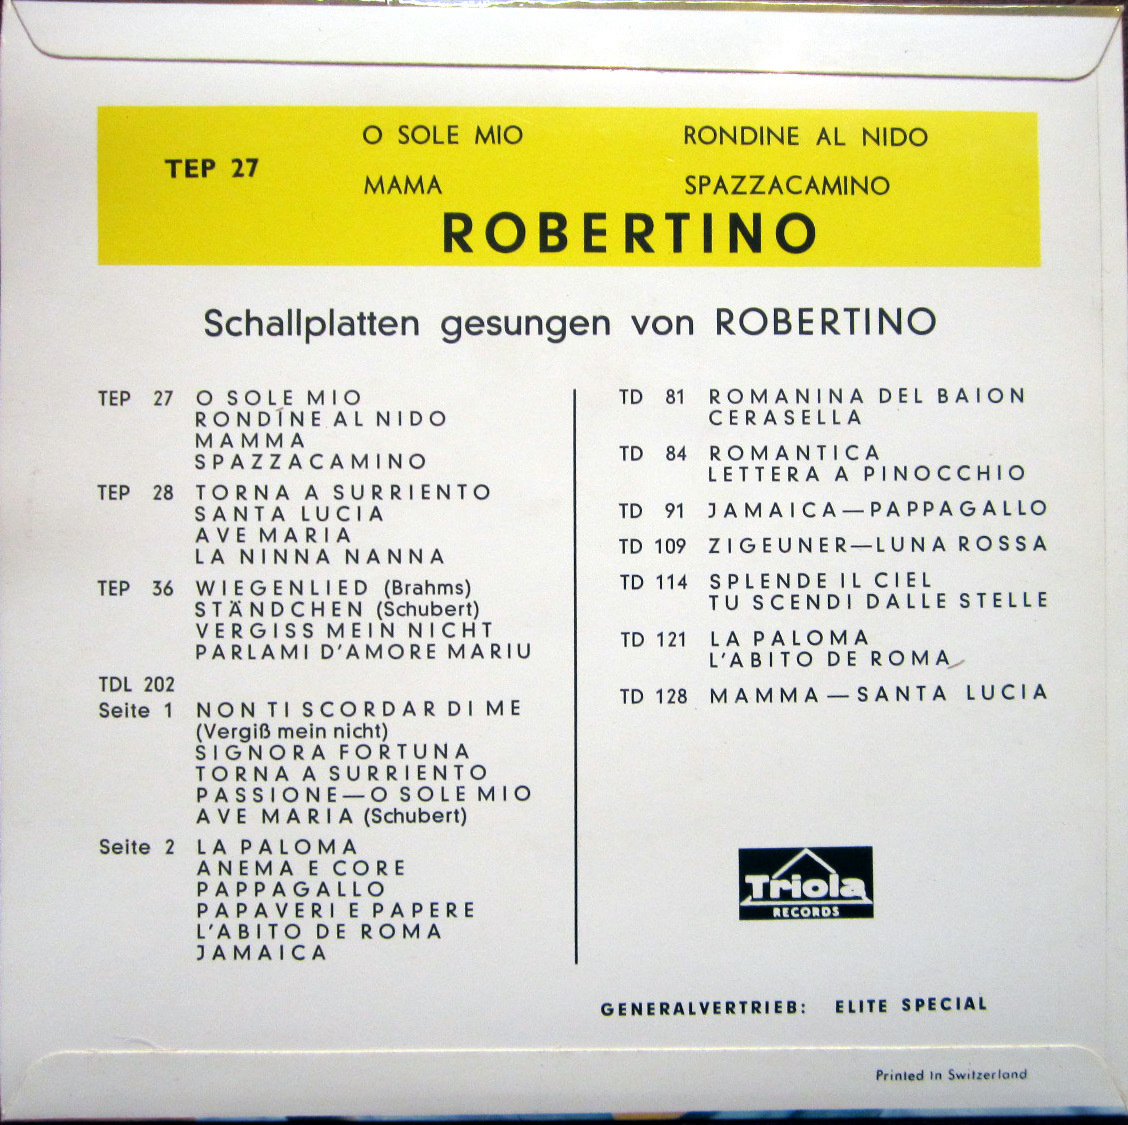 TEP 27
O SOLE MIO
RONDINE AL NIDO
MAMA
SPAZZACAMINO
ROBERTINO
Schallplatten gesungen von ROBERTINO
TEP 27 O SOLE MIO
RONDINE AL NIDO
MAMMA
SPAZZACAMINO
TEP 28 TORNA A SURRIENTO
SANTA LUCIA
AVE MARIA
LA NINNA NANNA
TEP 36 WIEGENLIED (Brahms)
STÄNDCHEN (Schubert)
VERGISS MEIN NICHT
PARLAMI D'AMORE MARIU
TDL 202
Seite 1 NON TI SCORDAR DI ME
(Vergiß mein nicht)
SIGNORA FORTUNA
TORNA A SURRIENTO
PASSIONE—O SOLE MIO
AVE MARIA (Schubert)
Seite 2 LA PALOMA
ANEMA E CORE
PAPPAGALLO
PAPAVERI E PAPERE
L'ABITO DE ROMA
JAMAICA
TD 81 ROMANINA DEL BAION
CERASELLA
TD 84 ROMANTICA
LETTERA A PINOCCHIO
TD 91 JAMAICA—PAPPAGALLO
TD 109 ZIGEUNER—LUNA ROSSA
TD 114 SPLENDE IL CIEL
TU SCENDI DALLE STELLE
TD 121 LA PALOMA
L'ABITO DE ROMA
TD 128 MAMMA—SANTA LUCIA
Triola
RECORDS
GENERALVERTRIEB: ELITE SPECIAL
Printed in Switzerland